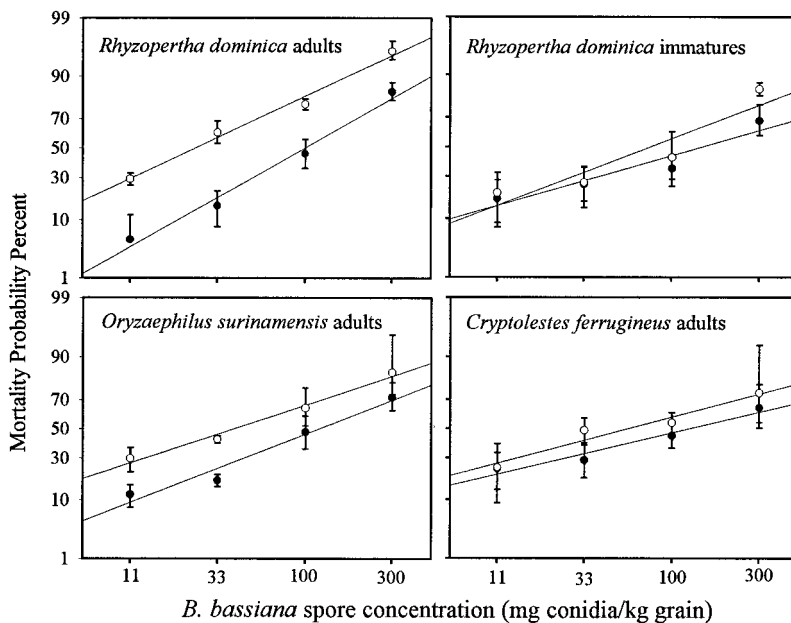 Rhyzopertha dominica adults
Rhyzopertha dominica immatures
99
90
70
50
30
10
1
Oryzaephilus surinamensis adults
Cryptolestes ferrugineus adults
99
90
70
50
30
10
1
Mortality Probability Percent
11 33 100 300
11 33 100 300
B. bassiana spore concentration (mg conidia/kg grain)